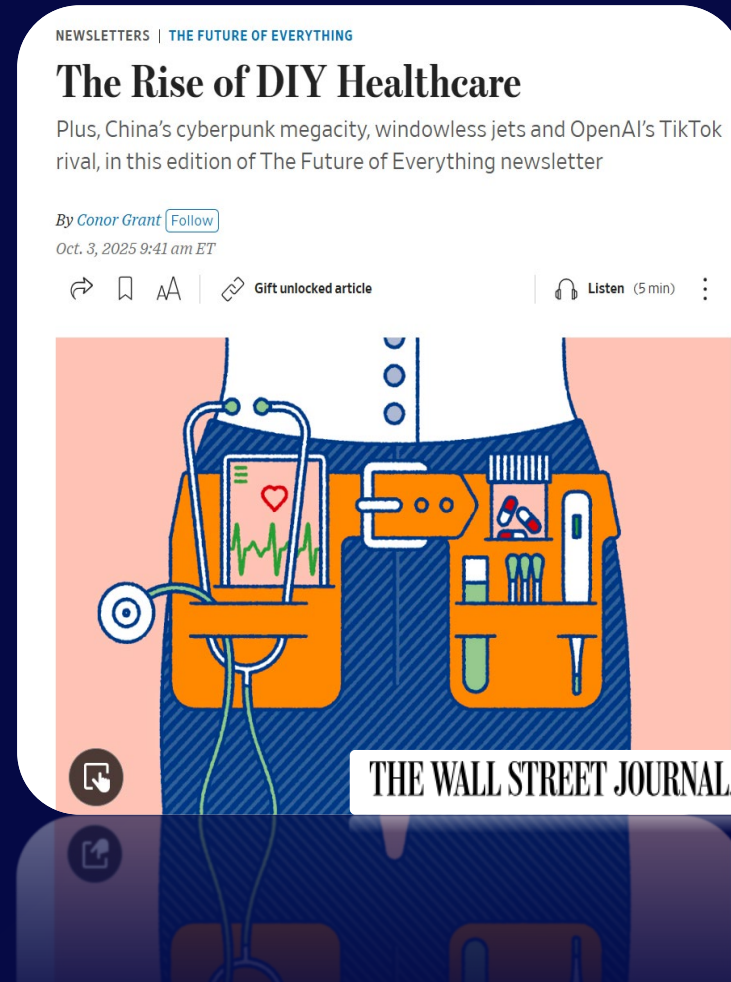 NEWSLETTERS | THE FUTURE OF EVERYTHING
The Rise of DIY Healthcare
Plus, China’s cyberpunk megacity, windowless jets and OpenAI’s TikTok
rival, in this edition of The Future of Everything newsletter
By Conor Grant Follow
Oct. 3, 2025 9:41 am ET
AA Gift unlocked article Listen (5 min)
THE WALL STREET JOURNAL.